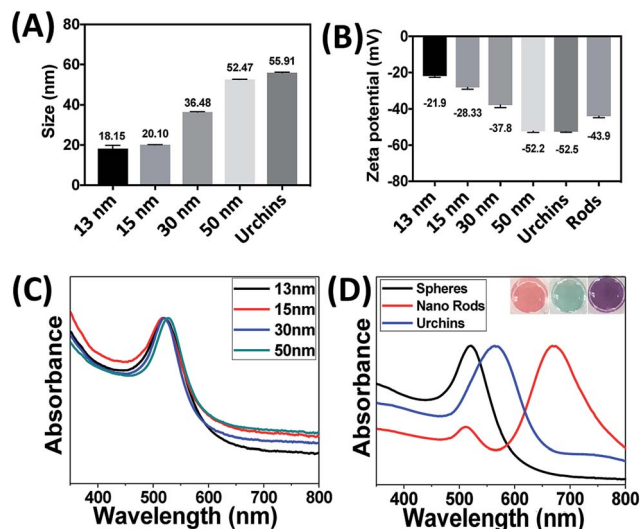 (A)
Size (nm)
80
60
40
20
0
18.15
20.10
36.48
52.47
55.91
13 nm
15 nm
30 nm
50 nm
Urchins
(B)
Zeta potential (mV)
0
-20
-40
-60
-80
-21.9
-28.33
-37.8
-52.2
-52.5
-43.9
13 nm
15 nm
30 nm
50 nm
Urchins
Rods
(C)
Absorbance
13nm
15nm
30nm
50nm
400
500
600
700
800
Wavelength (nm)
(D)
Absorbance
Spheres
Nano Rods
Urchins
400
500
600
700
800
Wavelength (nm)